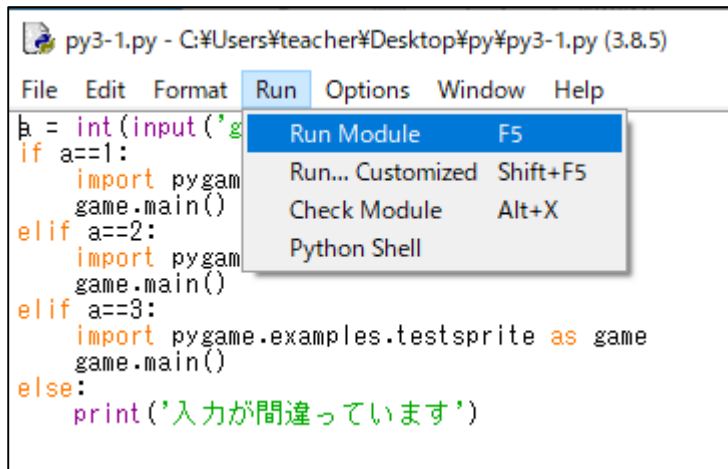 py3-1.py - C:¥Users¥teacher¥Desktop¥py¥py3-1.py (3.8.5)
File Edit Format Run Options Window Help
a = int(input('g
Run Module F5
if a==1:
import pygam
Run... Customized Shift+F5
game.main()
Check Module Alt+X
elif a==2:
import pygam
Python Shell
game.main()
elif a==3:
import pygame.examples.testsprite as game
game.main()
else:
print('入力が間違っています')